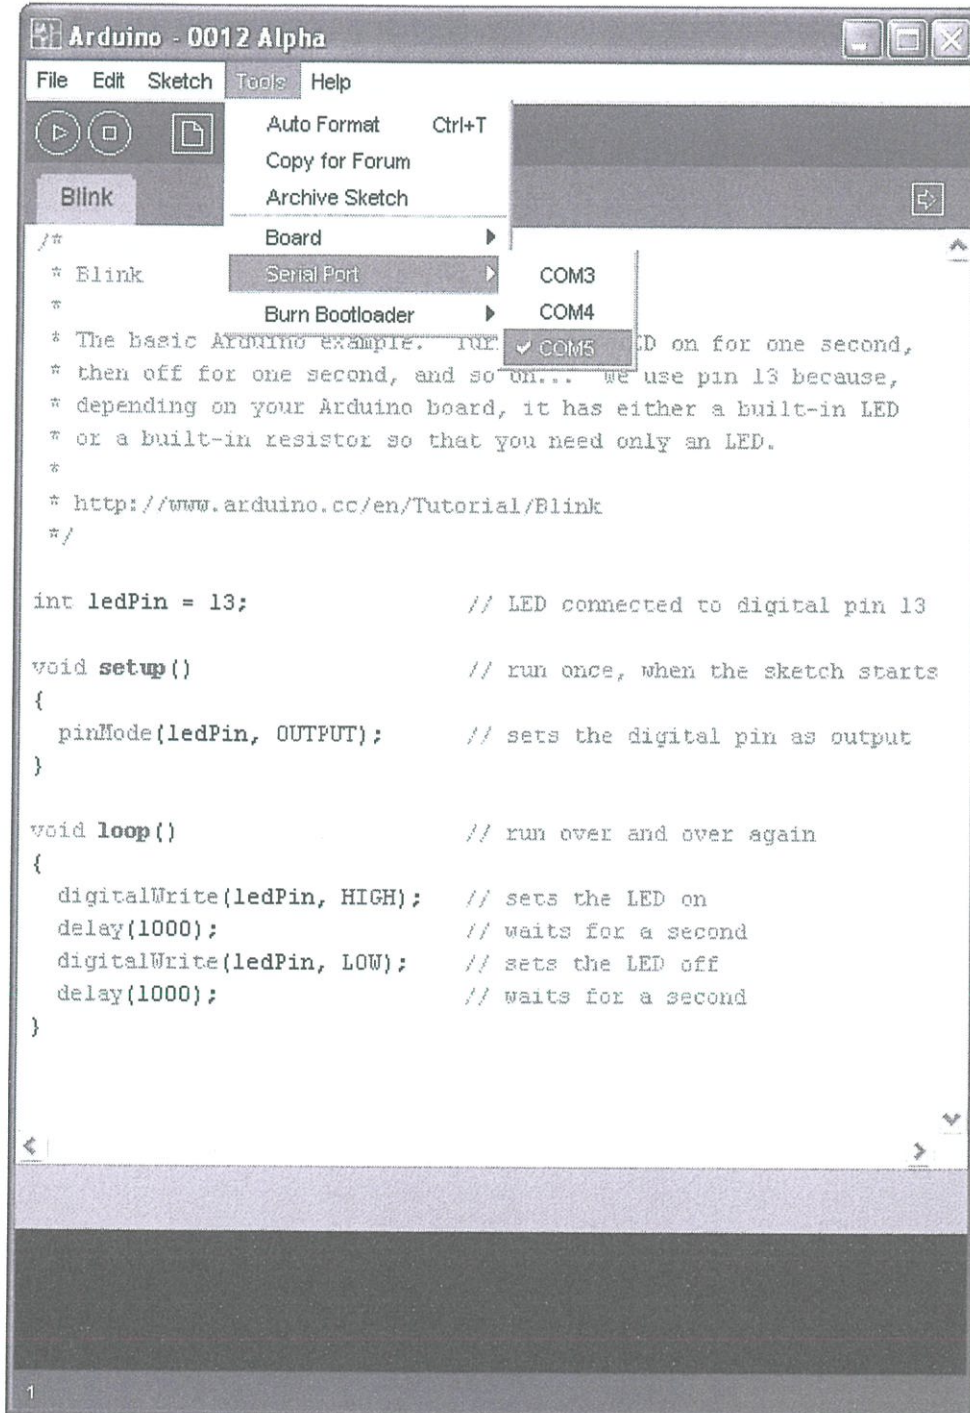 Arduino - 0012 Alpha
File Edit Sketch Tools Help
Auto Format Ctrl+T
Copy for Forum
Archive Sketch
Board
Serial Port
Burn Bootloader
COM3
COM4
COM5
Blink
/*
 * Blink
 *
 * The basic Arduino example. ED on for one second,
 * then off for one second, and so on... We use pin 13 because,
 * depending on your Arduino board, it has either a built-in LED
 * or a built-in resistor so that you need only an LED.
 *
 * http://www.arduino.cc/en/Tutorial/Blink
 */
int ledPin = 13; // LED connected to digital pin 13
void setup() // run once, when the sketch starts
{
  pinMode(ledPin, OUTPUT); // sets the digital pin as output
}
void loop() // run over and over again
{
  digitalWrite(ledPin, HIGH); // sets the LED on
  delay(1000); // waits for a second
  digitalWrite(ledPin, LOW); // sets the LED off
  delay(1000); // waits for a second
}
1